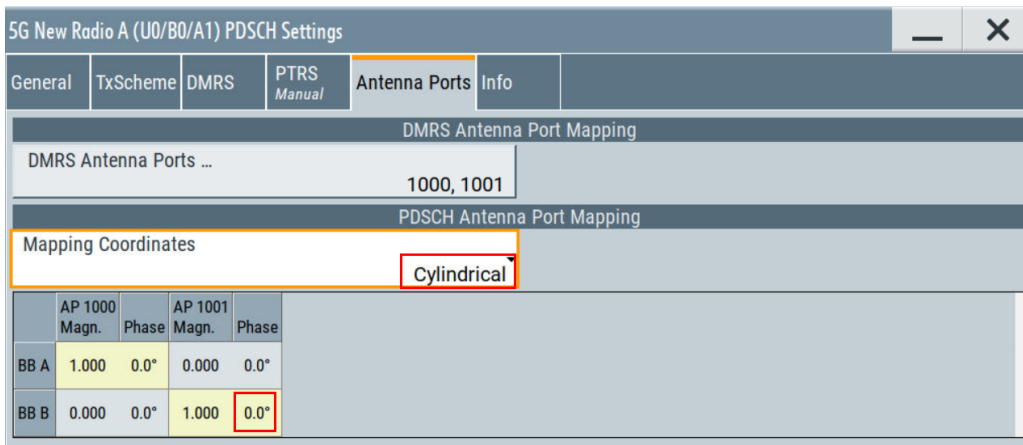 5G New Radio A (U0/B0/A1) PDSCH Settings
General TxScheme DMRS PTRS Manual Antenna Ports Info
DMRS Antenna Port Mapping
DMRS Antenna Ports ...
1000, 1001
PDSCH Antenna Port Mapping
Mapping Coordinates
Cylindrical
AP 1000 AP 1001
Magn. Phase Magn. Phase
BB A 1.000 0.0° 0.000 0.0°
BB B 0.000 0.0° 1.000 0.0°